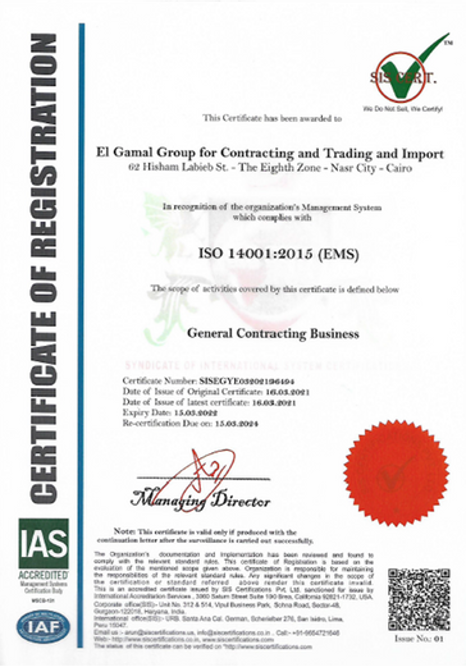 CERTIFICATE OF REGISTRATION
SIS CERT.
TM
We Do Not Sell, We Certify!
This Certificate has been awarded to
El Gamal Group for Contracting and Trading and Import
62 Hisham Labieb St. - The Eighth Zone - Nasr City - Cairo
In recognition of the organization's Management System
which complies with
ISO 14001:2015 (EMS)
The scope of activities covered by this certificate is defined below
General Contracting Business
SYNDICATE OF INTERNATIONAL SYSTEM
Certificate Number: SISEGYE03202196494
Date of Issue of Original Certificate: 16.03.2021
Date of Issue of latest certificate: 16.03.2021
Expiry Date: 15.03.2022
Re-certification Due on: 15.03.2024
Managing Director
Note: This certificate is valid only if produced with the
continuation letter after the surveillance is carried out successfully.
IAS
ACCREDITED
Management Systems
Certification Body
MSCB-101
IAF
The Organization's documentation and implementation has been reviewed and found to
comply with the relevant standard rules. This certificate of Registration is based on the
evaluation of the mentioned scope given above. Organization is responsible for maintaining
the responsibilities of the relevant standard rules. Any significant changes in the scope of
the certification or standard referred above render this certificate invalid.
This is an accredited certificate issued by SIS Certifications. Pvt. Ltd. sanctioned for issue by
International Accreditation Services , 3060 Saturn Street Suite 100 Brea, California 92821-1732, USA.
Corporate office(SIS):- Unit No. 312 & 514, Vipul Business Park, Sohna Road, Sector-48,
Gurgaon-122018, Haryana, India.
International office(SIS):- URB. Santa Ana Cal. German, Scherieber 276, San Isidro, Lima,
Peru 15047.
Email us :- arun@siscertifications.us, info@siscertifications.co.in , Call:- +91-9654721646
Web:- http://www.siscertifications.com, www.siscertifications.co.in
The status of this Certificate can be verified on "http://www.siscertifications.com
Issue No.: 01